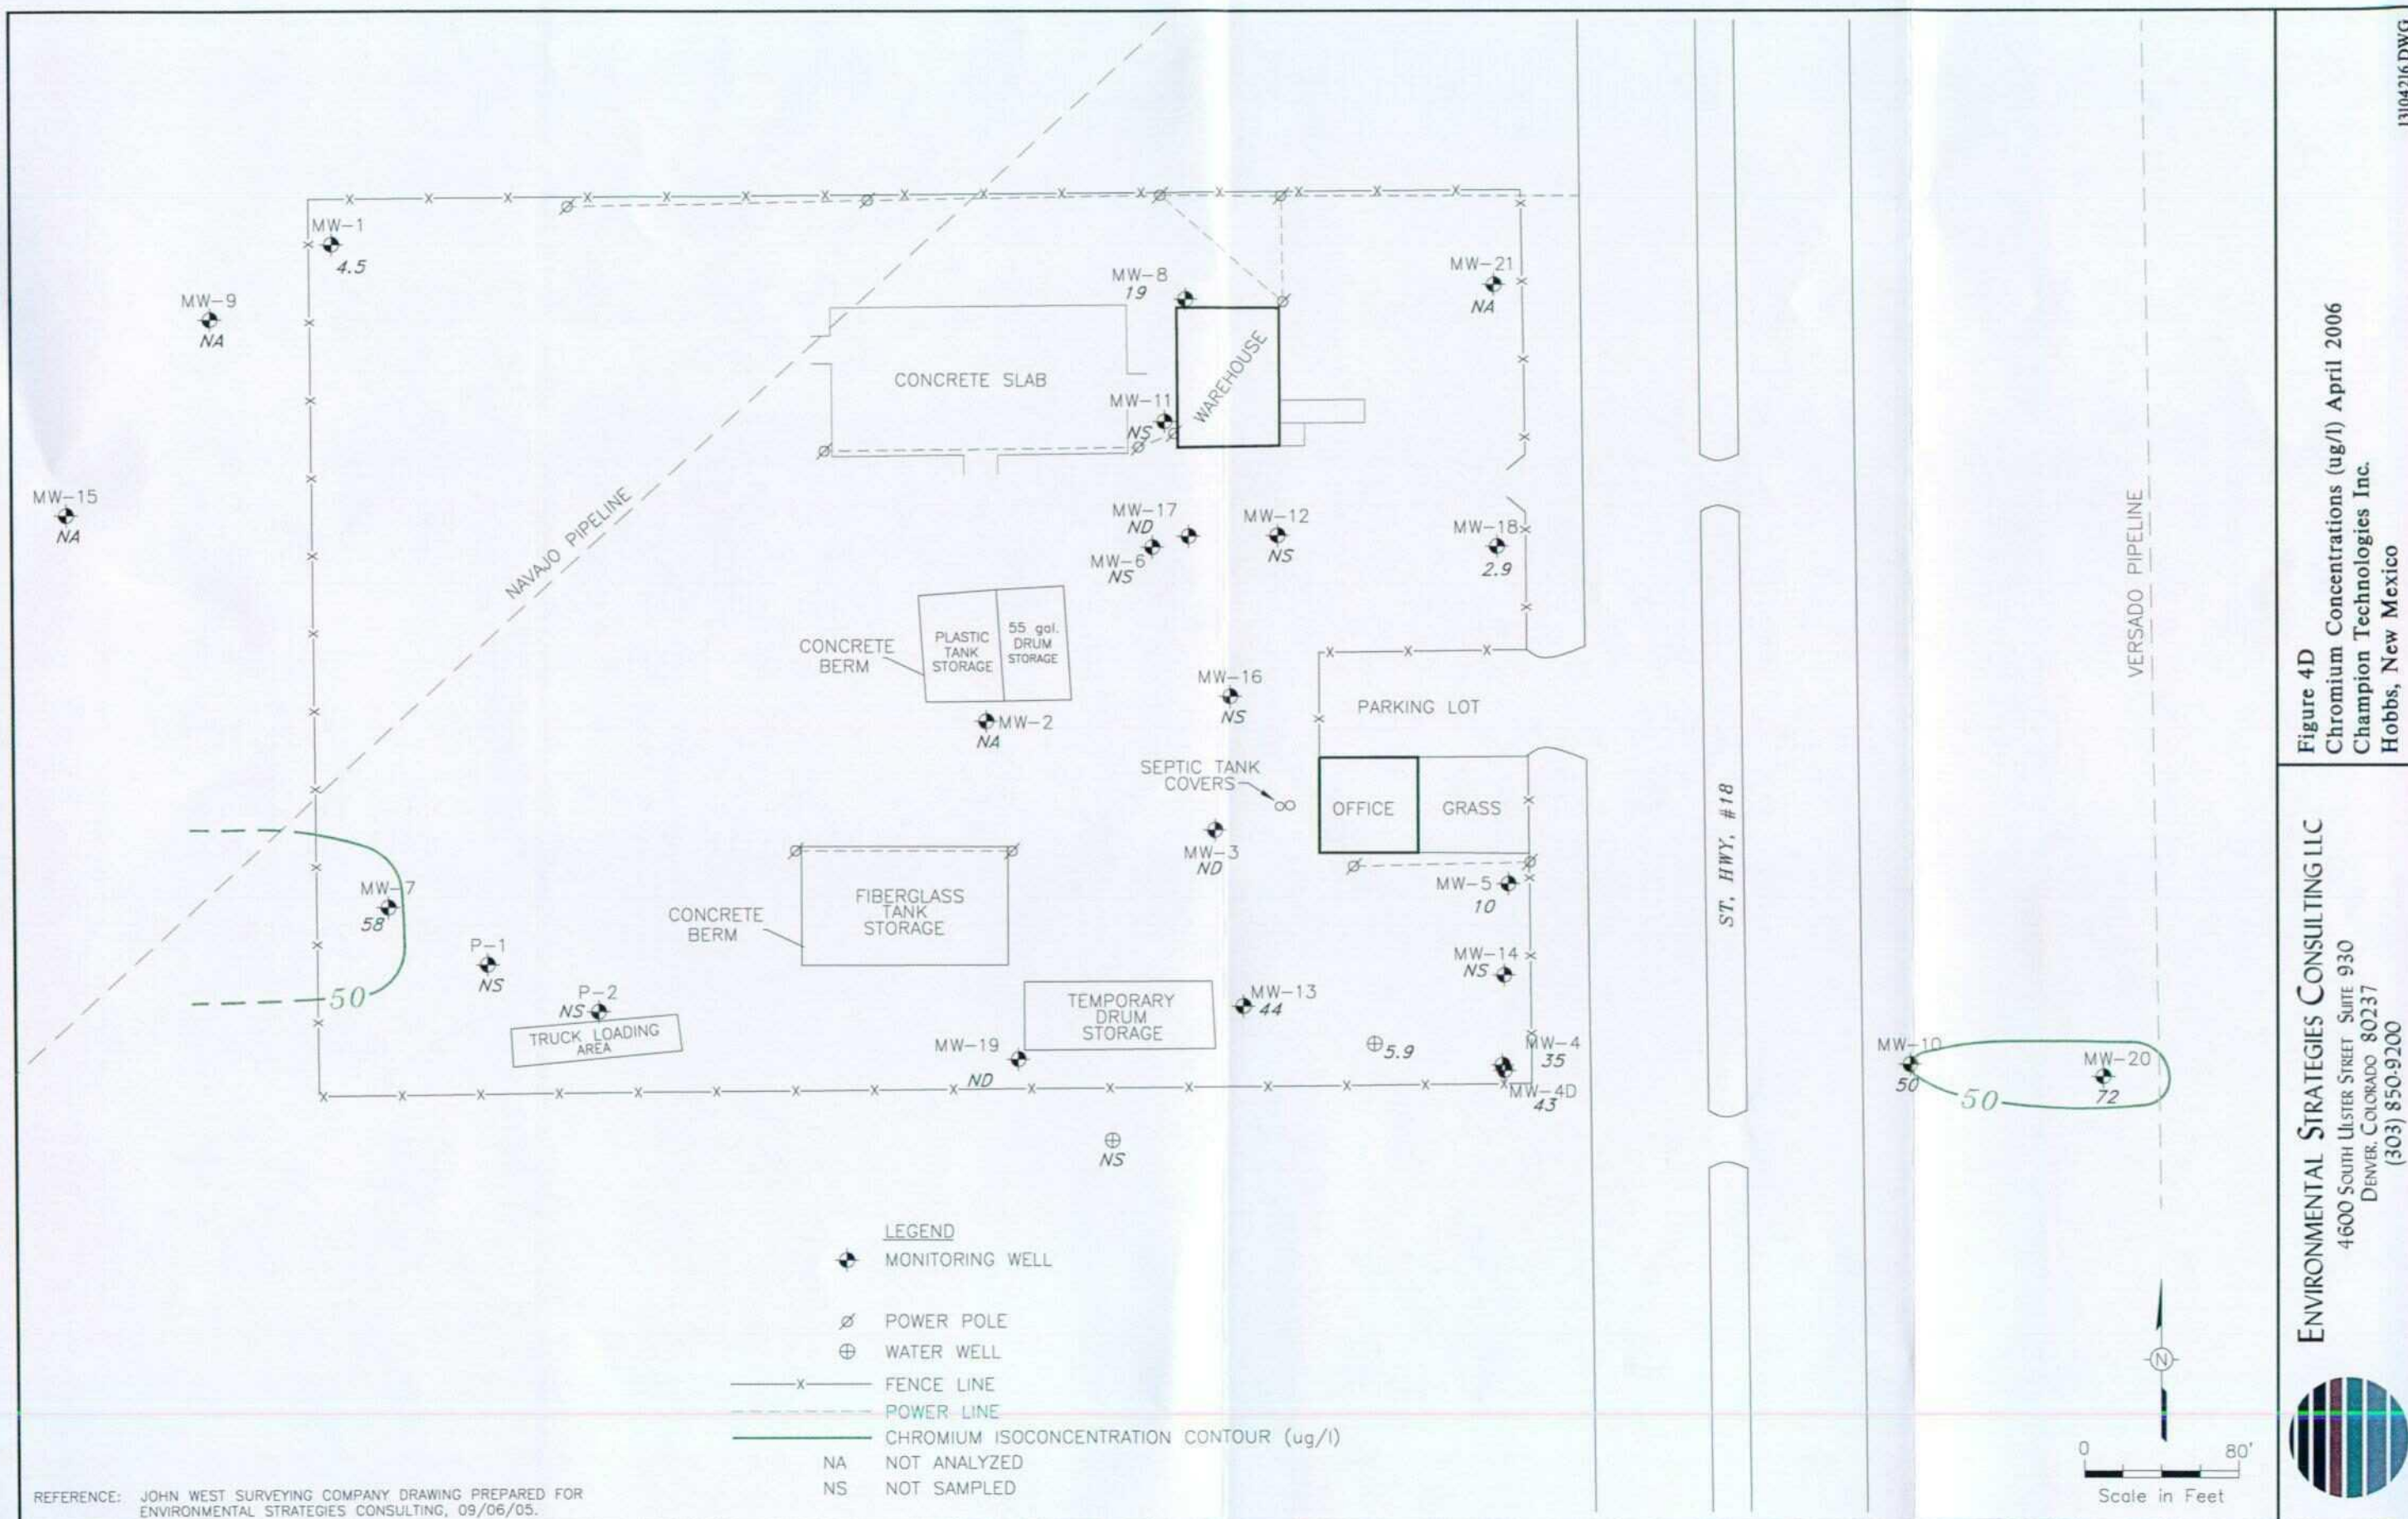 MW-1
4.5
MW-9
NA
MW-15
NA
NAVAJO PIPELINE
MW-8
19
MW-21
NA
CONCRETE SLAB
WAREHOUSE
MW-11
NS
MW-17
ND
MW-6
NS
MW-12
NS
MW-18
2.9
CONCRETE
BERM
PLASTIC
TANK
STORAGE
55 gal.
DRUM
STORAGE
MW-2
NA
MW-16
NS
PARKING LOT
SEPTIC TANK
COVERS
OFFICE
GRASS
MW-3
ND
MW-5
10
MW-7
58
50
P-1
NS
P-2
NS
TRUCK LOADING
AREA
CONCRETE
BERM
FIBERGLASS
TANK
STORAGE
TEMPORARY
DRUM
STORAGE
MW-13
44
MW-14
NS
MW-19
ND
5.9
MW-4
35
MW-4D
43
NS
ST, HWY, #18
VERSADO PIPELINE
MW-10
50
50
MW-20
72
LEGEND
MONITORING WELL
POWER POLE
WATER WELL
X FENCE LINE
POWER LINE
CHROMIUM ISOCONCENTRATION CONTOUR (ug/l)
NA NOT ANALYZED
NS NOT SAMPLED
REFERENCE: JOHN WEST SURVEYING COMPANY DRAWING PREPARED FOR
ENVIRONMENTAL STRATEGIES CONSULTING, 09/06/05.
N
0 80'
Scale in Feet
Figure 4D
Chromium Concentrations (ug/l) April 2006
Champion Technologies Inc.
Hobbs, New Mexico
ENVIRONMENTAL STRATEGIES CONSULTING LLC
4600 SOUTH ULSTER STREET SUITE 930
DENVER, COLORADO 80237
(303) 850-9200